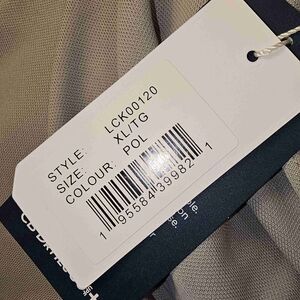 STYLE: LCK00120
SIZE: XL/TG
COLOUR: POL
1 95584 39982 1